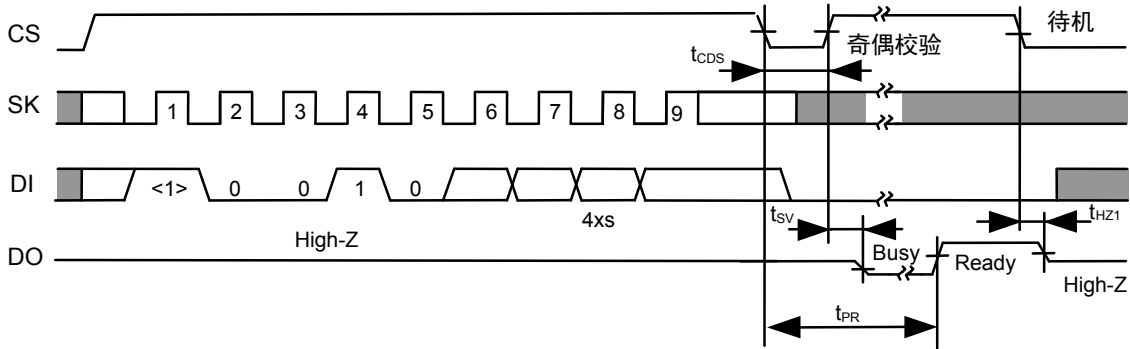 CS
待机
奇偶校验
tCDS
SK
1 2 3 4 5 6 7 8 9
DI
<1> 0 0 1 0
4xs
tSV
tHZ1
High-Z
DO
Busy
Ready
High-Z
tPR